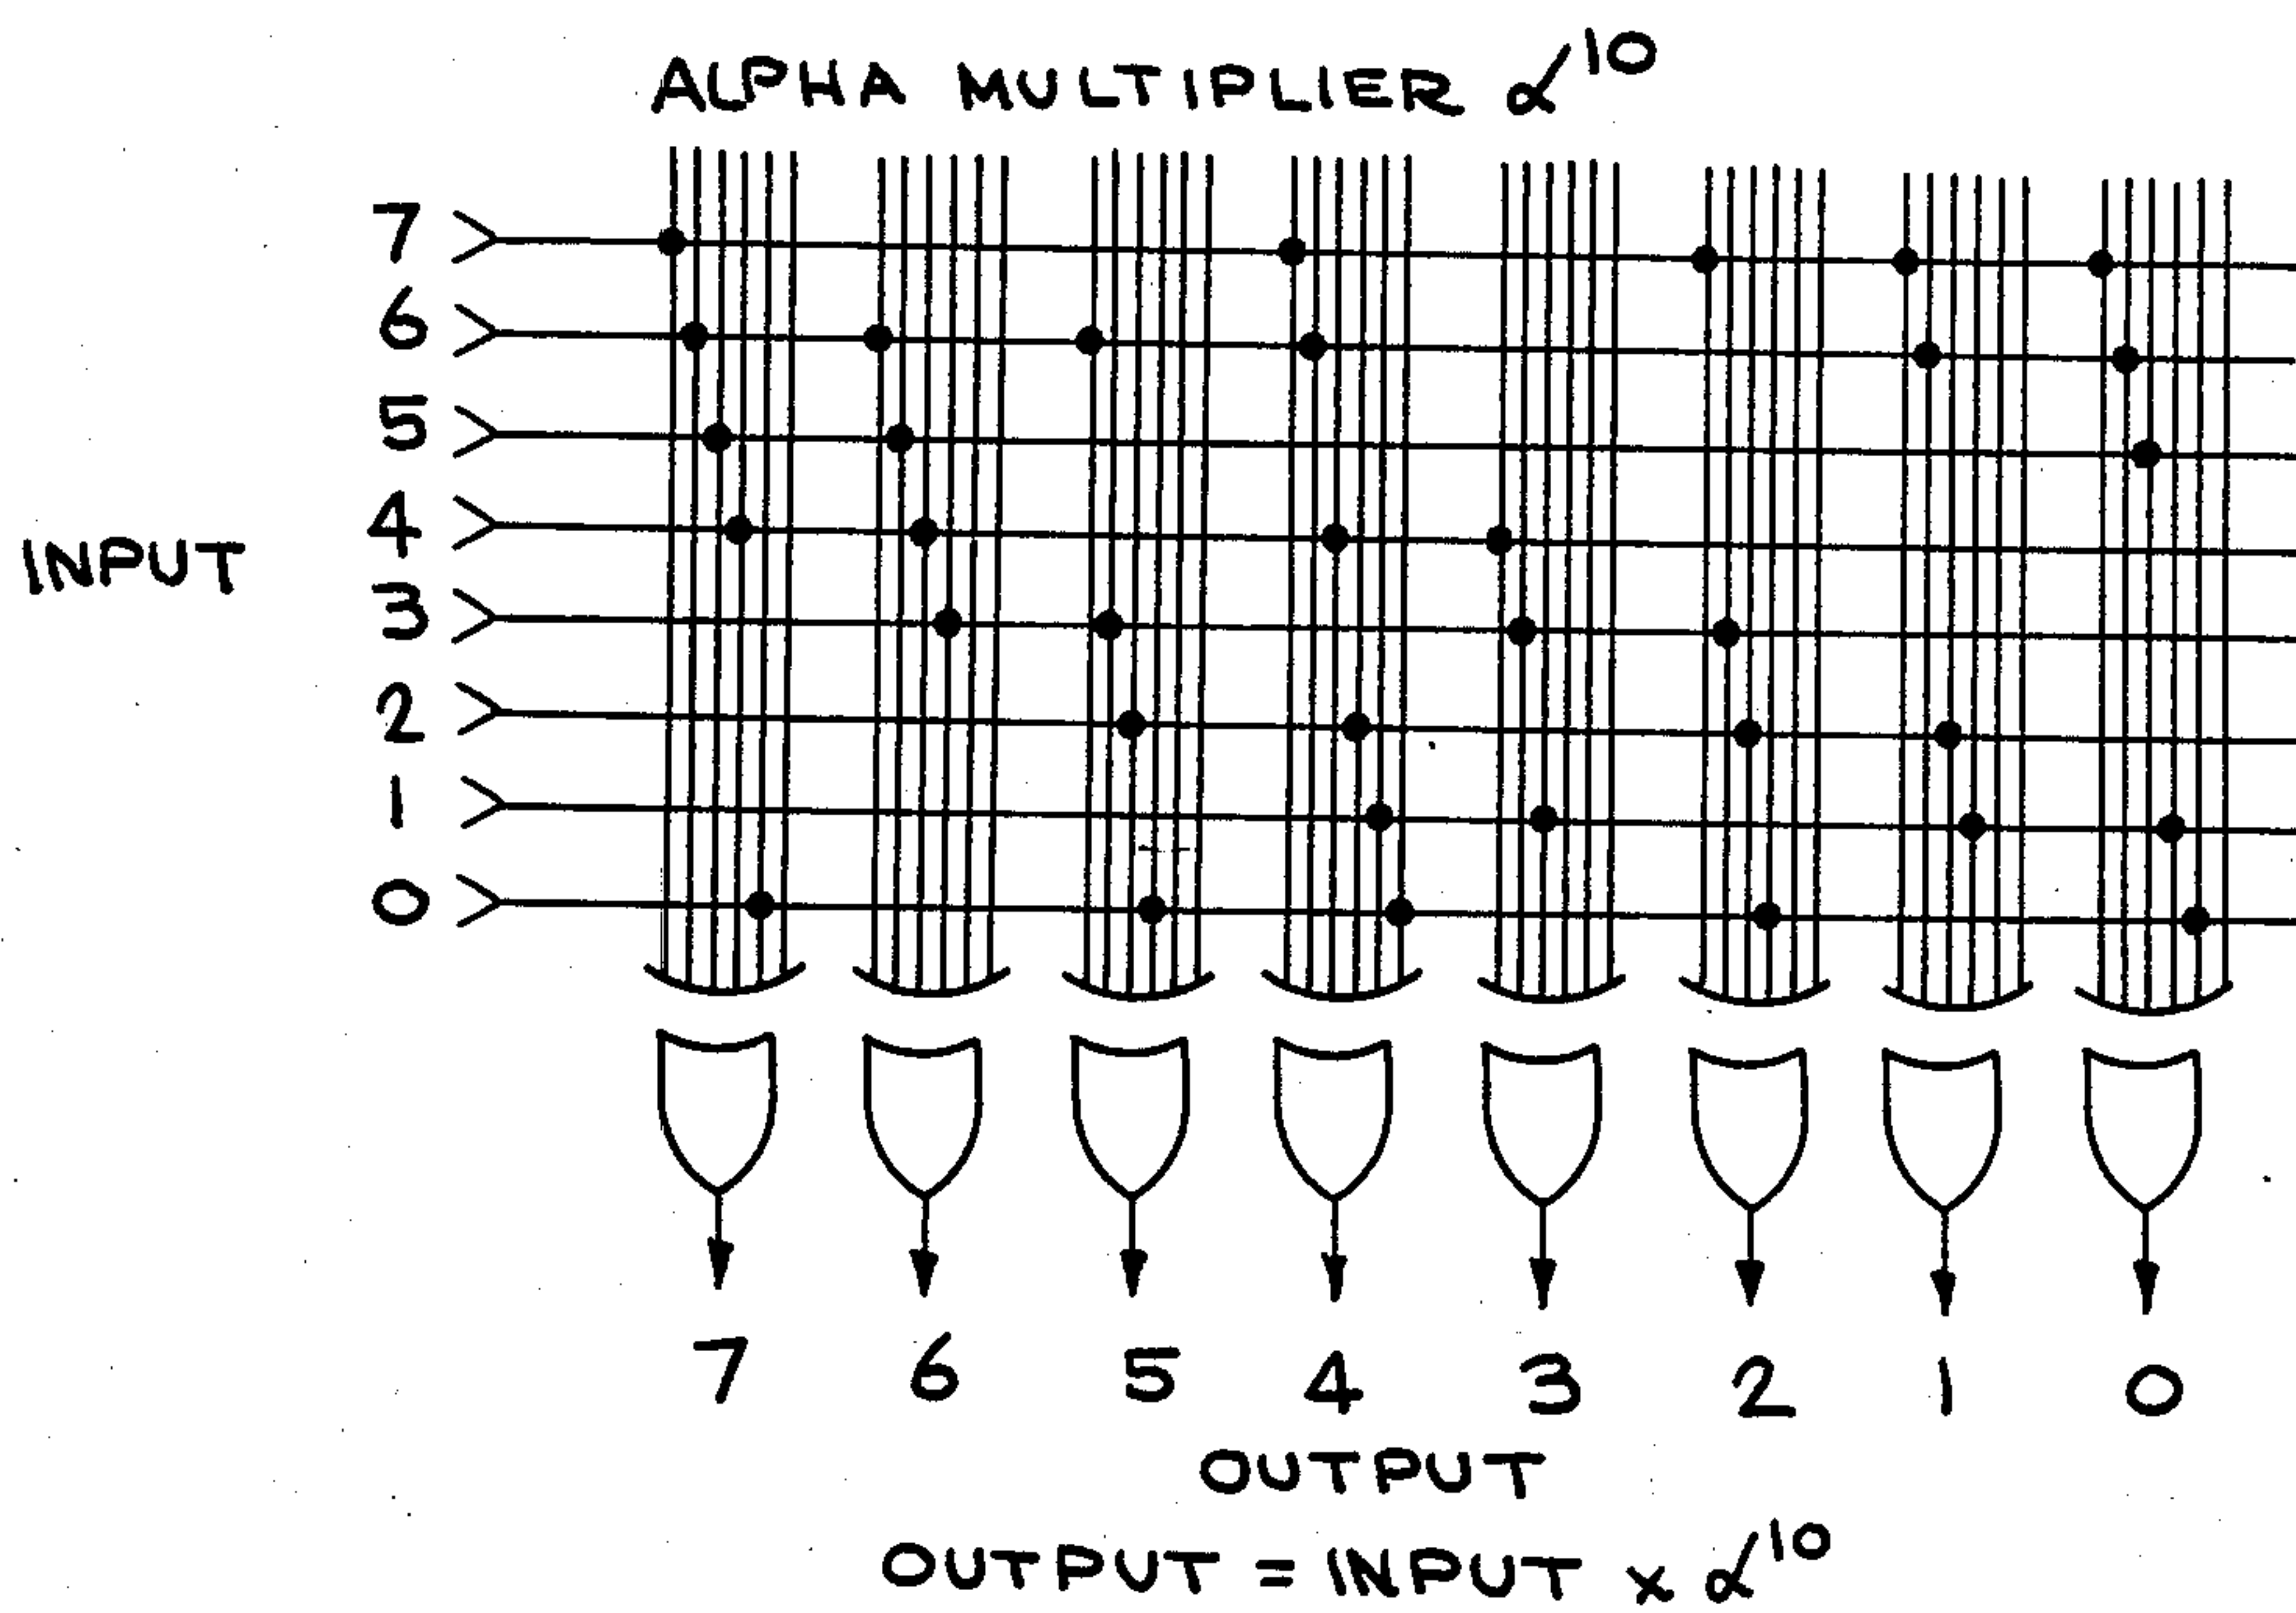 ALPHA MULTIPLIER α¹⁰
7
6
5
4
INPUT
3
2
1
0
7 6 5 4 3 2 1 0
OUTPUT
OUTPUT = INPUT × α¹⁰